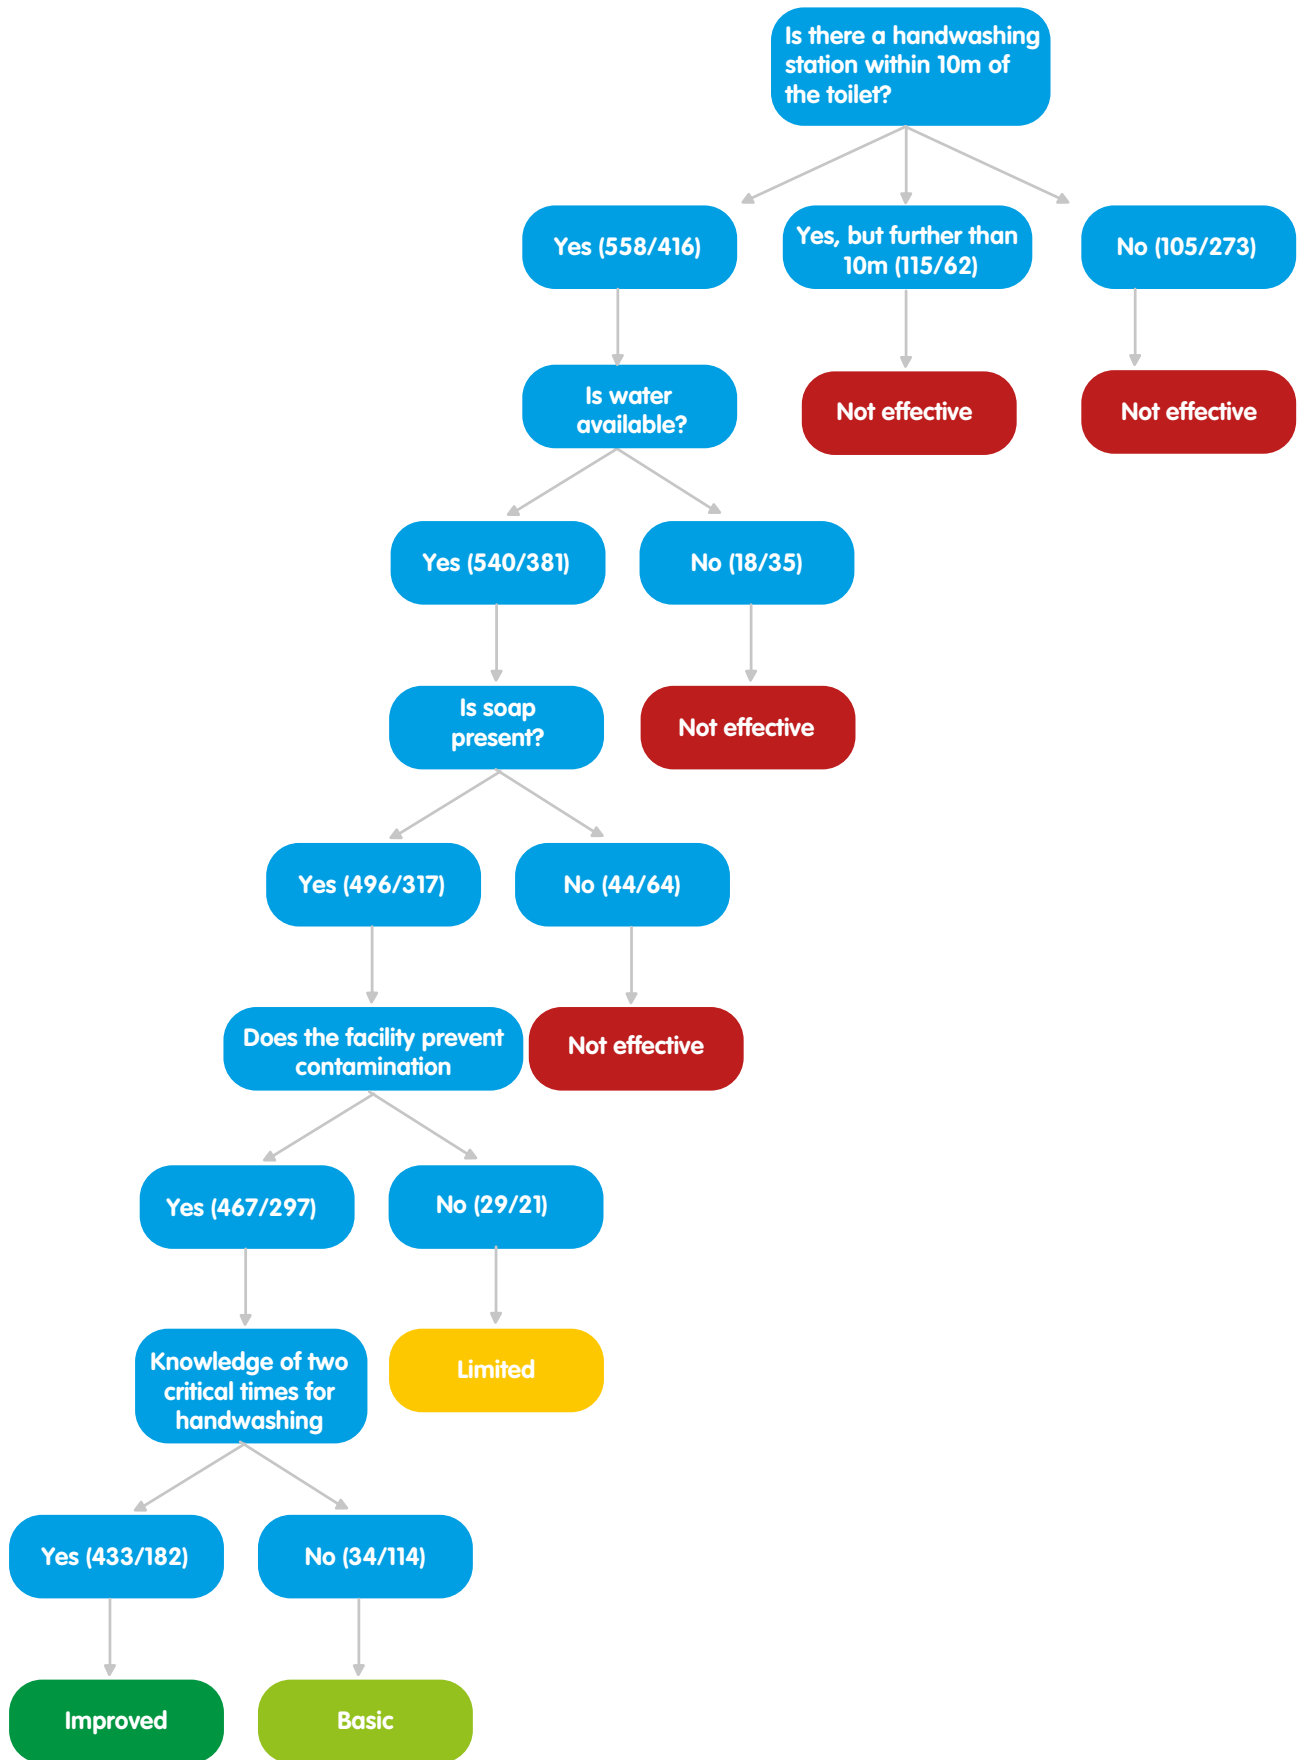 Is there a handwashing
station within 10m of
the toilet?
Yes (558/416)
Yes, but further than
10m (115/62)
No (105/273)
Is water
available?
Not effective
Not effective
Yes (540/381)
No (18/35)
Is soap
present?
Not effective
Yes (496/317)
No (44/64)
Does the facility prevent
contamination
Not effective
Yes (467/297)
No (29/21)
Knowledge of two
critical times for
handwashing
Limited
Yes (433/182)
No (34/114)
Improved
Basic